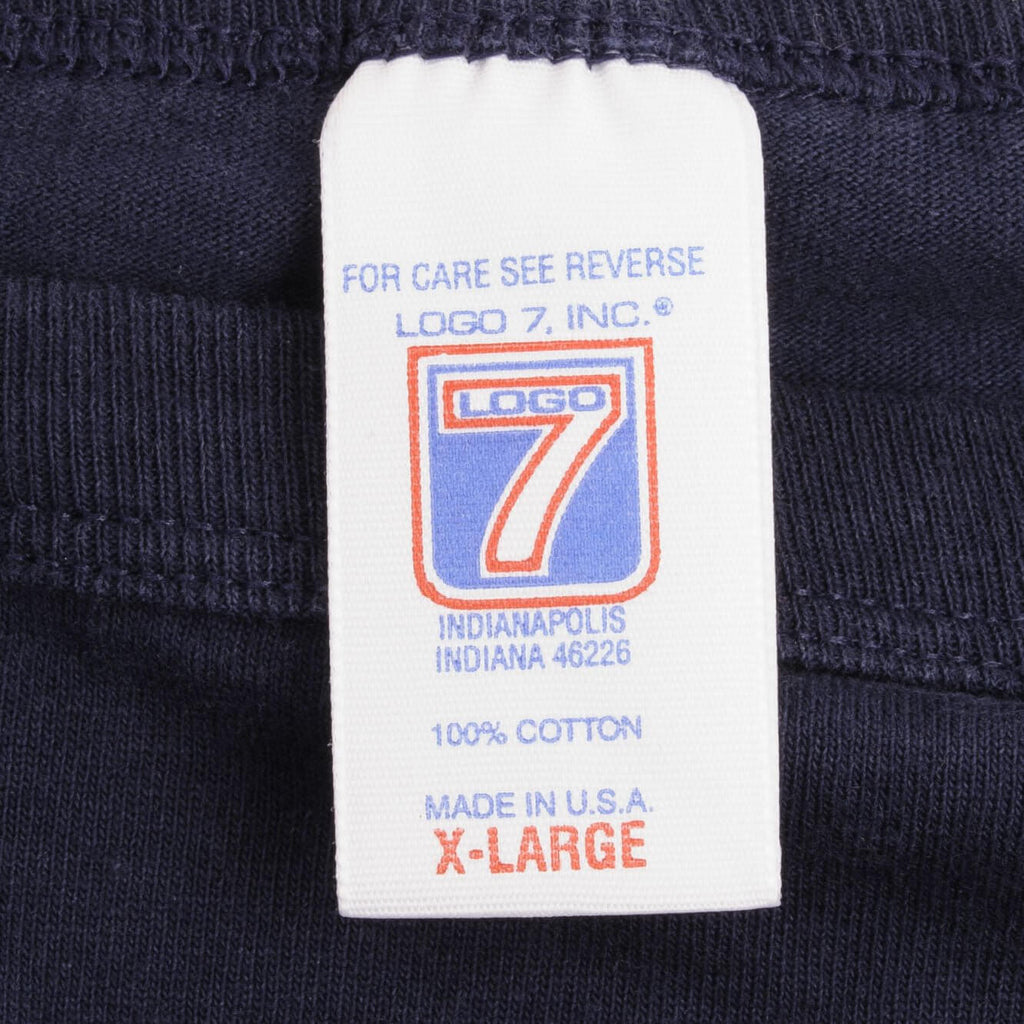 FOR CARE SEE REVERSE
LOGO 7, INC.®
LOGO
7
INDIANAPOLIS
INDIANA 46226
100% COTTON
MADE IN U.S.A.
X-LARGE